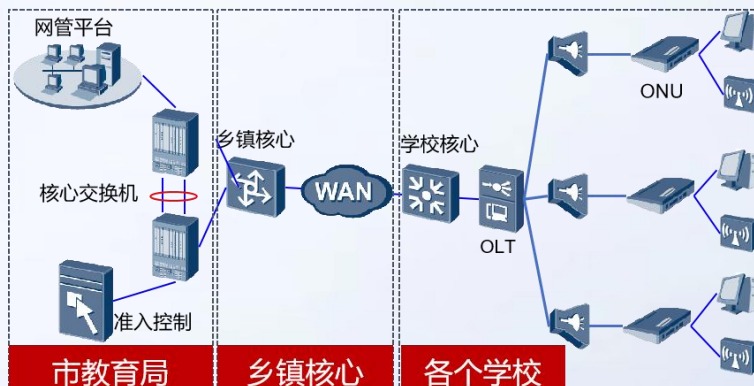 网管平台
核心交换机
准入控制
市教育局
乡镇核心
WAN
乡镇核心
学校核心
OLT
ONU
各个学校